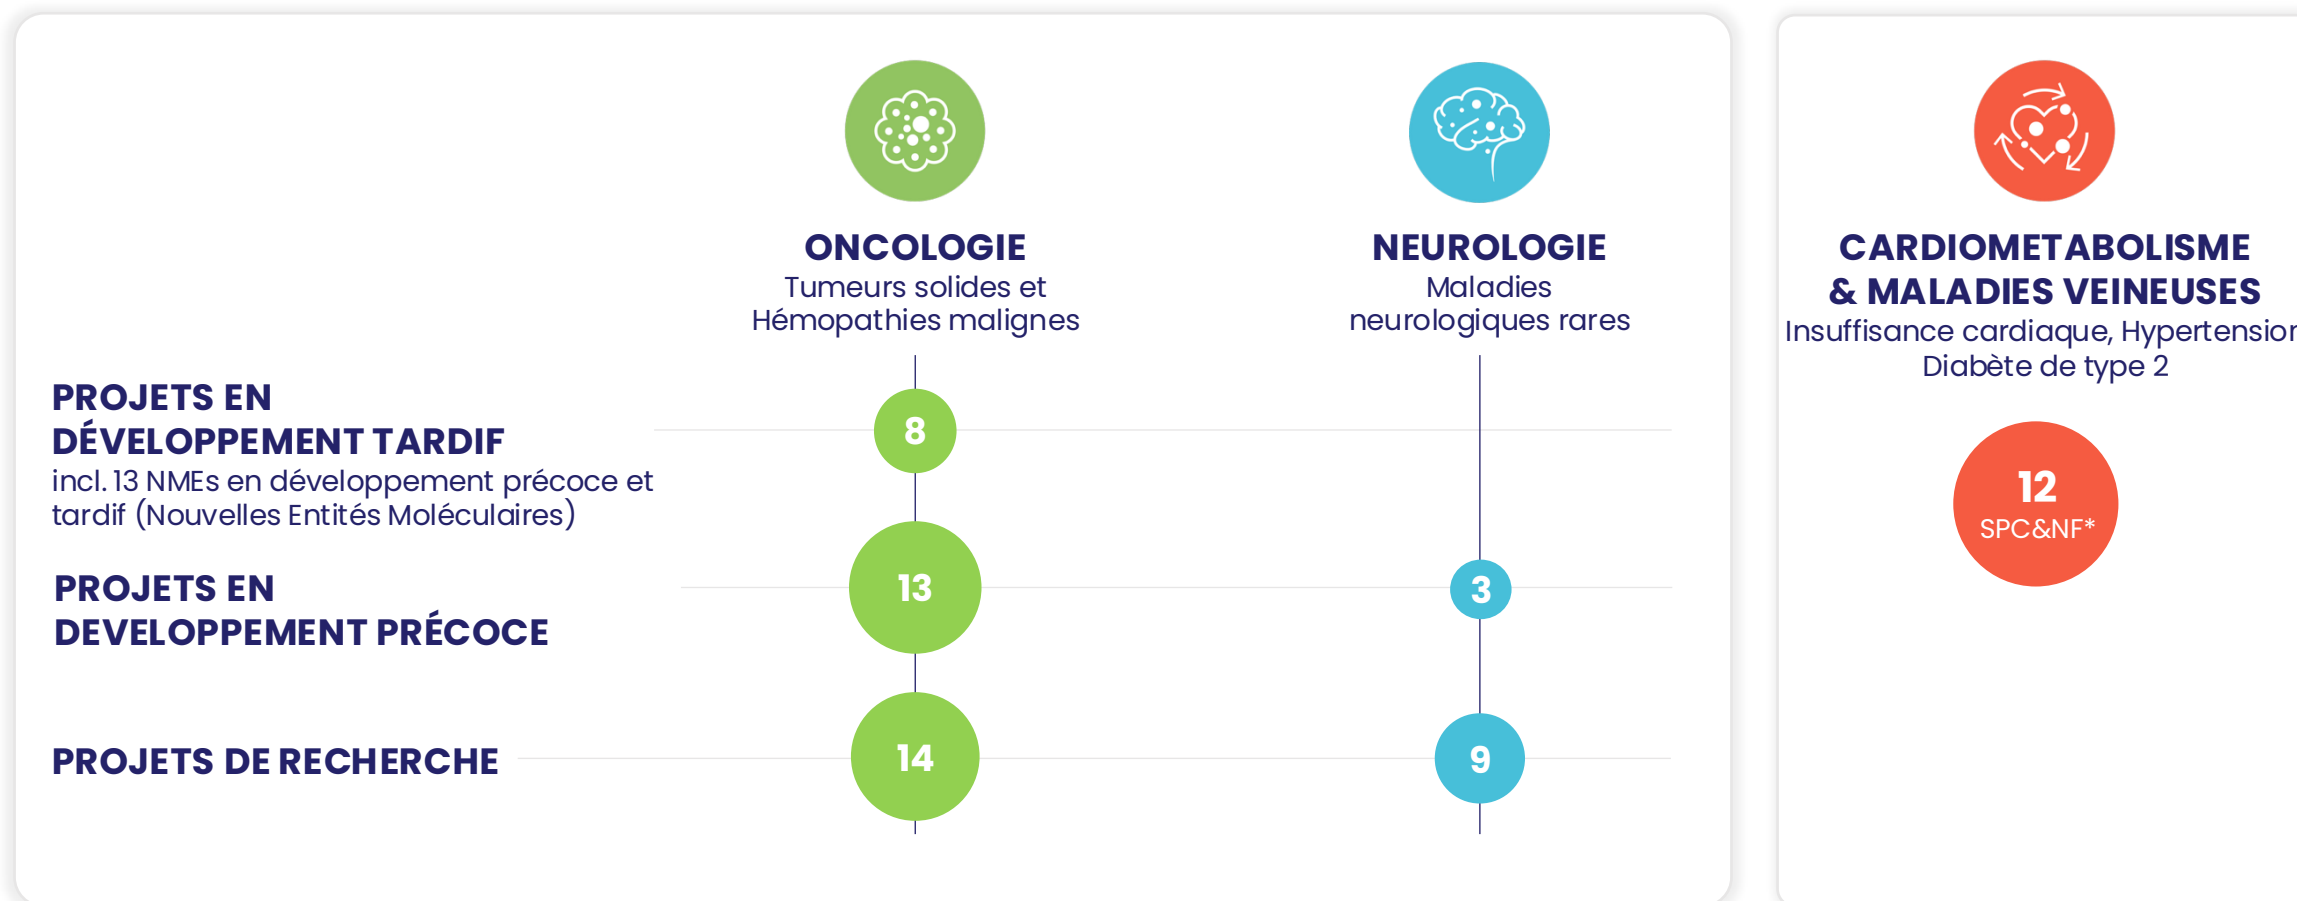 ONCOLOGIE
Tumeurs solides et
Hémopathies malignes
NEUROLOGIE
Maladies
neurologiques rares
PROJETS EN
DÉVELOPPEMENT TARDIF
incl. 13 NMEs en développement précoce et
tardif (Nouvelles Entités Moléculaires)
8
PROJETS EN
DEVELOPPEMENT PRÉCOCE
13
3
PROJETS DE RECHERCHE
14
9
CARDIOMETABOLISME
& MALADIES VEINEUSES
Insuffisance cardiaque, Hypertension
Diabète de type 2
12
SPC&NF*